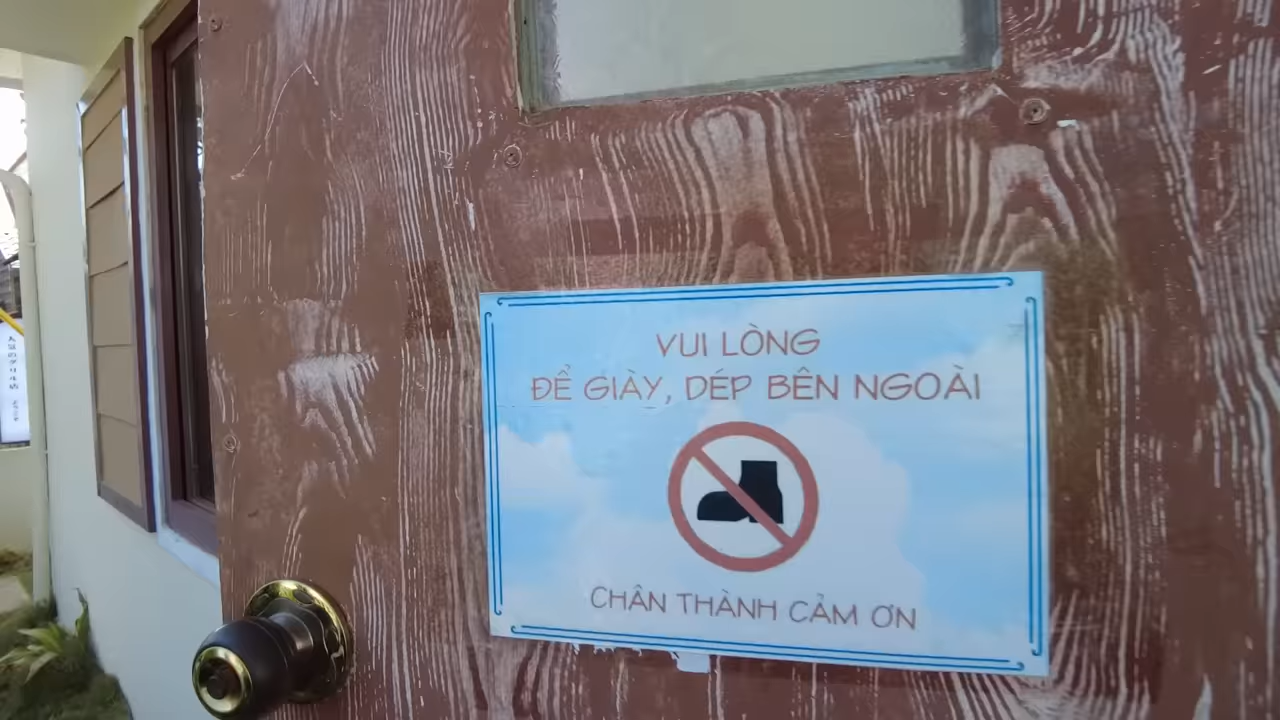 VUI LÒNG
ĐỂ GIÀY, DÉP BÊN NGOÀI
CHÂN THÀNH CẢM ƠN